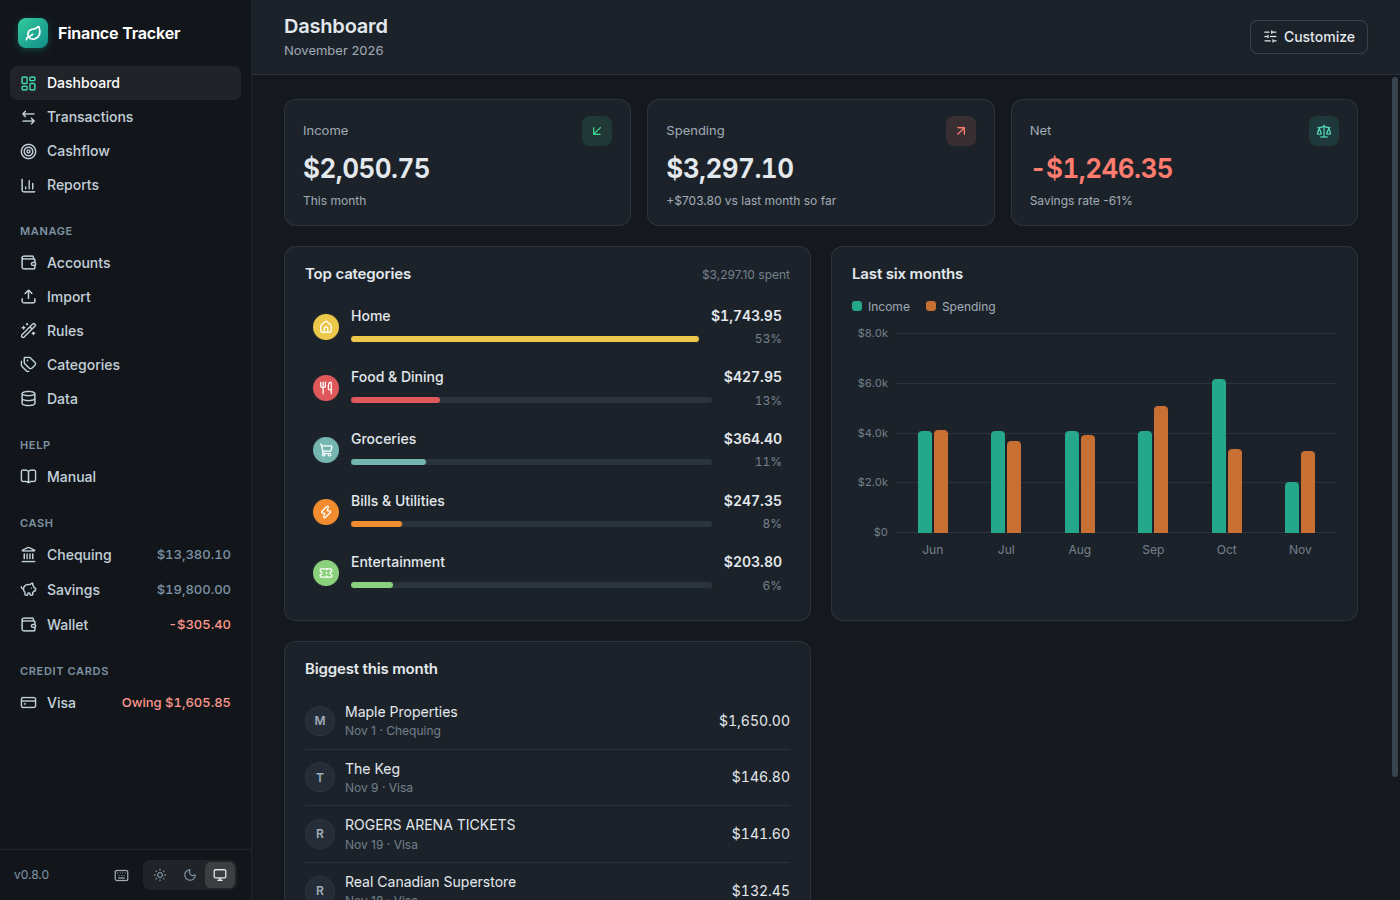 Finance Tracker
Dashboard
Transactions
Cashflow
Reports
MANAGE
Accounts
Import
Rules
Categories
Data
HELP
Manual
CASH
Chequing $13,380.10
Savings $19,800.00
Wallet -$305.40
CREDIT CARDS
Visa Owing $1,605.85
v0.8.0
Dashboard
November 2026
Customize
Income
$2,050.75
This month
Spending
$3,297.10
+$703.80 vs last month so far
Net
-$1,246.35
Savings rate -61%
Top categories $3,297.10 spent
Home $1,743.95
53%
Food & Dining $427.95
13%
Groceries $364.40
11%
Bills & Utilities $247.35
8%
Entertainment $203.80
6%
Last six months
Income Spending
$8.0k
$6.0k
$4.0k
$2.0k
$0
Jun Jul Aug Sep Oct Nov
Biggest this month
M Maple Properties $1,650.00
Nov 1 · Chequing
T The Keg $146.80
Nov 9 · Visa
R ROGERS ARENA TICKETS $141.60
Nov 19 · Visa
R Real Canadian Superstore $132.45
Nov 18 · Visa